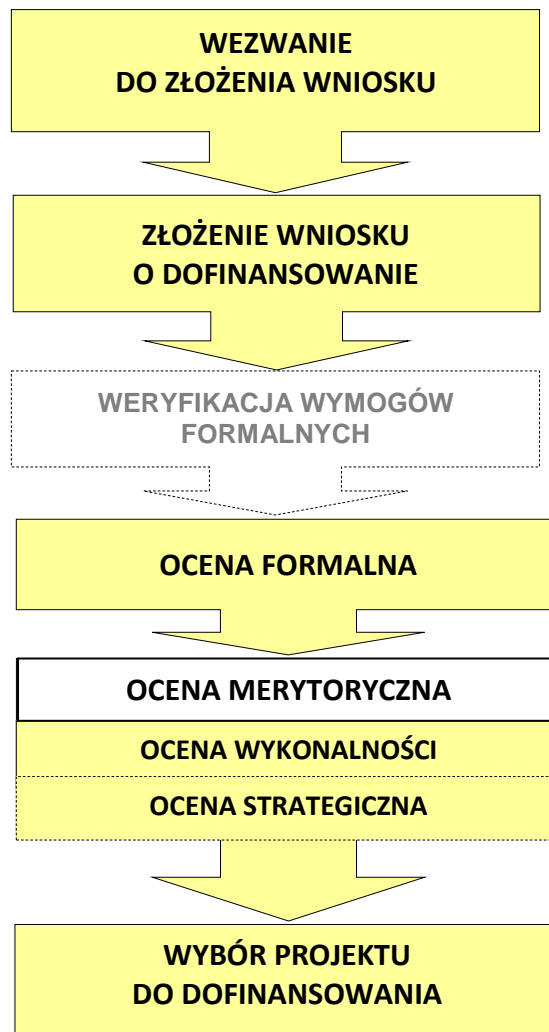 WEZWANIE
DO ZŁOŻENIA WNIOSKU
ZŁOŻENIE WNIOSKU
O DOFINANSOWANIE
WERYFIKACJA WYMOGÓW
FORMALNYCH
OCENA FORMALNA
OCENA MERYTORYCZNA
OCENA WYKONALNOŚCI
OCENA STRATEGICZNA
WYBÓR PROJEKTU
DO DOFINANSOWANIA